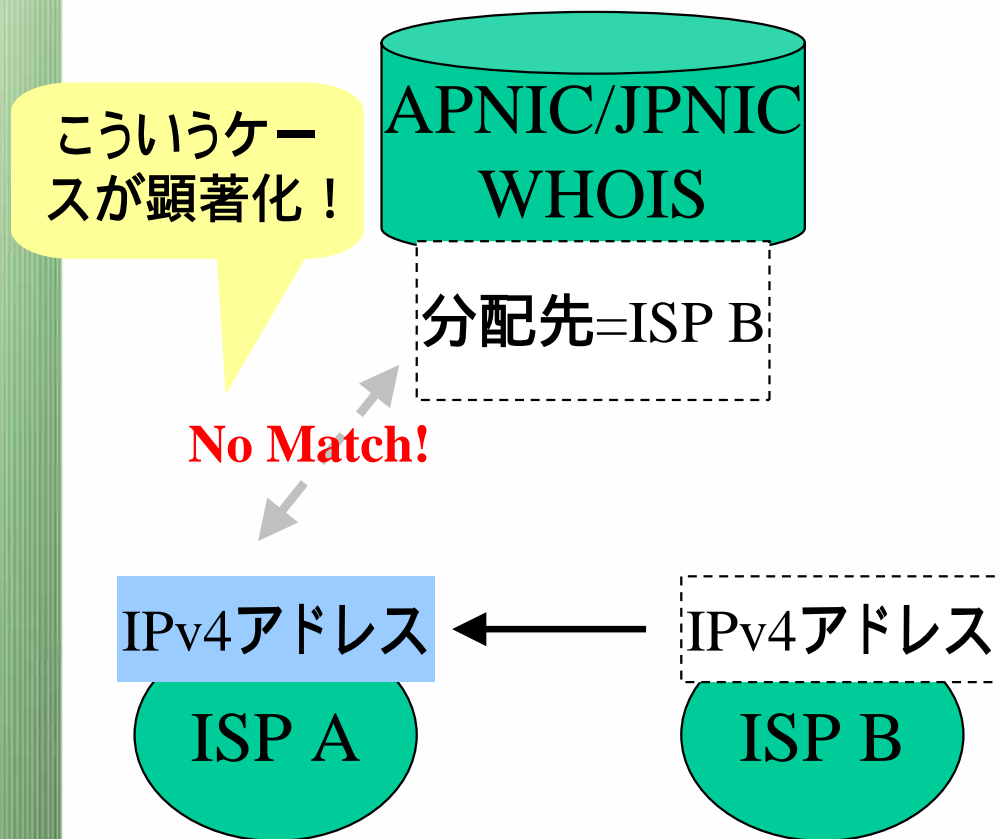 APNIC/JPNIC
WHOIS
こういうケー
スが顕著化！
分配先=ISP B
No Match!
IPv4アドレス
IPv4アドレス
ISP A
ISP B